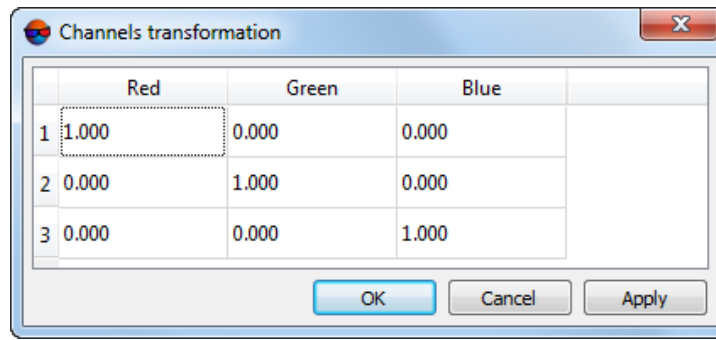 Channels transformation
Red Green Blue
1 1.000 0.000 0.000
2 0.000 1.000 0.000
3 0.000 0.000 1.000
OK Cancel Apply